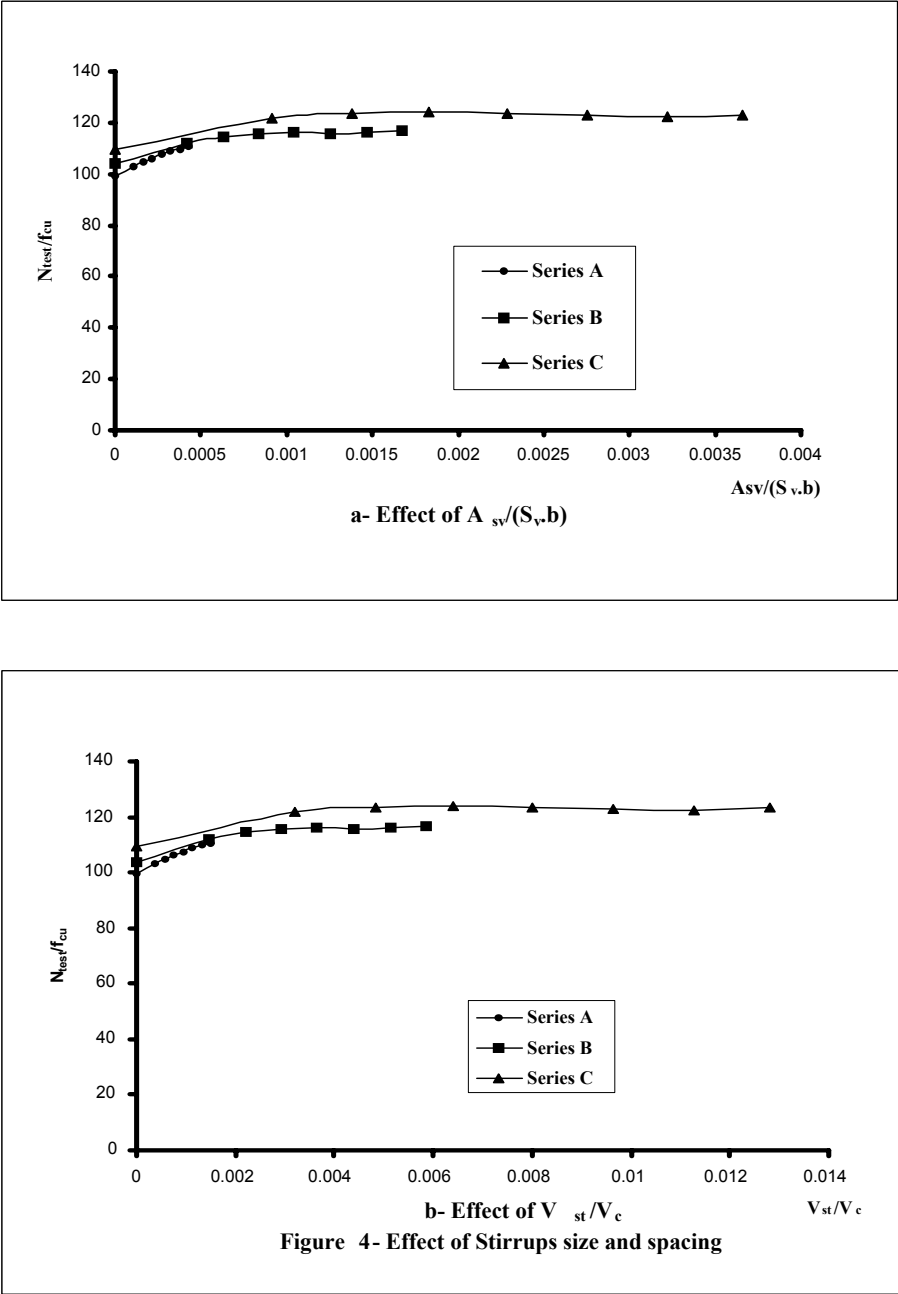 140
120
100
80
60
40
20
0
Ntest/fcu
Series A
Series B
Series C
0 0.0005 0.001 0.0015 0.002 0.0025 0.003 0.0035 0.004
Asv/(S v.b)
a- Effect of A sv/(Sv.b)
140
120
100
80
60
40
20
0
Ntest/fcu
Series A
Series B
Series C
0 0.002 0.004 0.006 0.008 0.01 0.012 0.014
b- Effect of V st /Vc
Vst/V c
Figure 4- Effect of Stirrups size and spacing